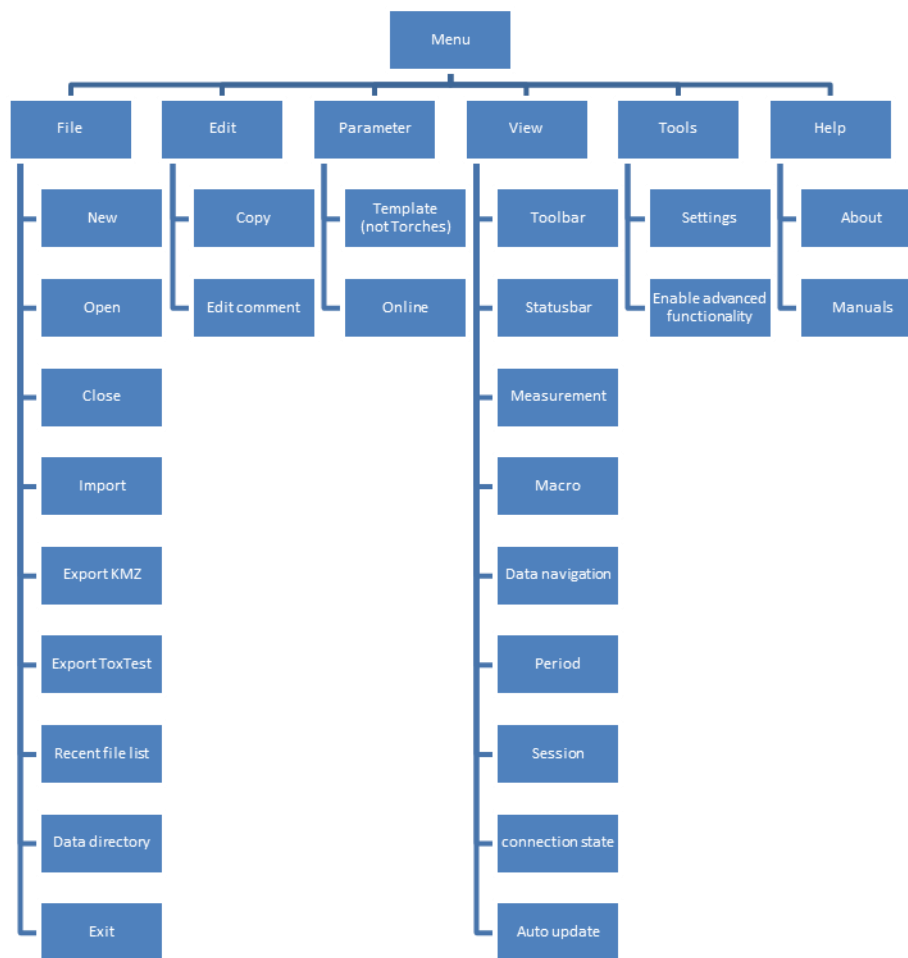 Menu
File
Edit
Parameter
View
Tools
Help
New
Copy
Template
(not Torches)
Toolbar
Settings
About
Open
Edit comment
Online
Statusbar
Enable advanced
functionality
Manuals
Close
Measurement
Import
Macro
Export KMZ
Data navigation
Export ToxTest
Period
Recent file list
Session
Data directory
connection state
Exit
Auto update